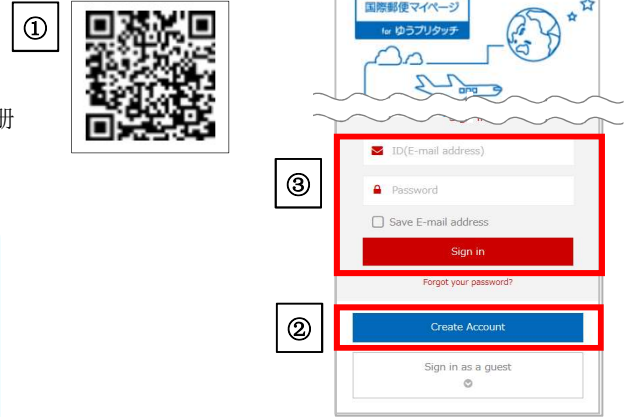 ①
册
国際郵便マイページ
for ゆうプリタッチ
③
ID(E-mail address)
Password
Save E-mail address
Sign in
Forgot your password?
②
Create Account
Sign in as a guest